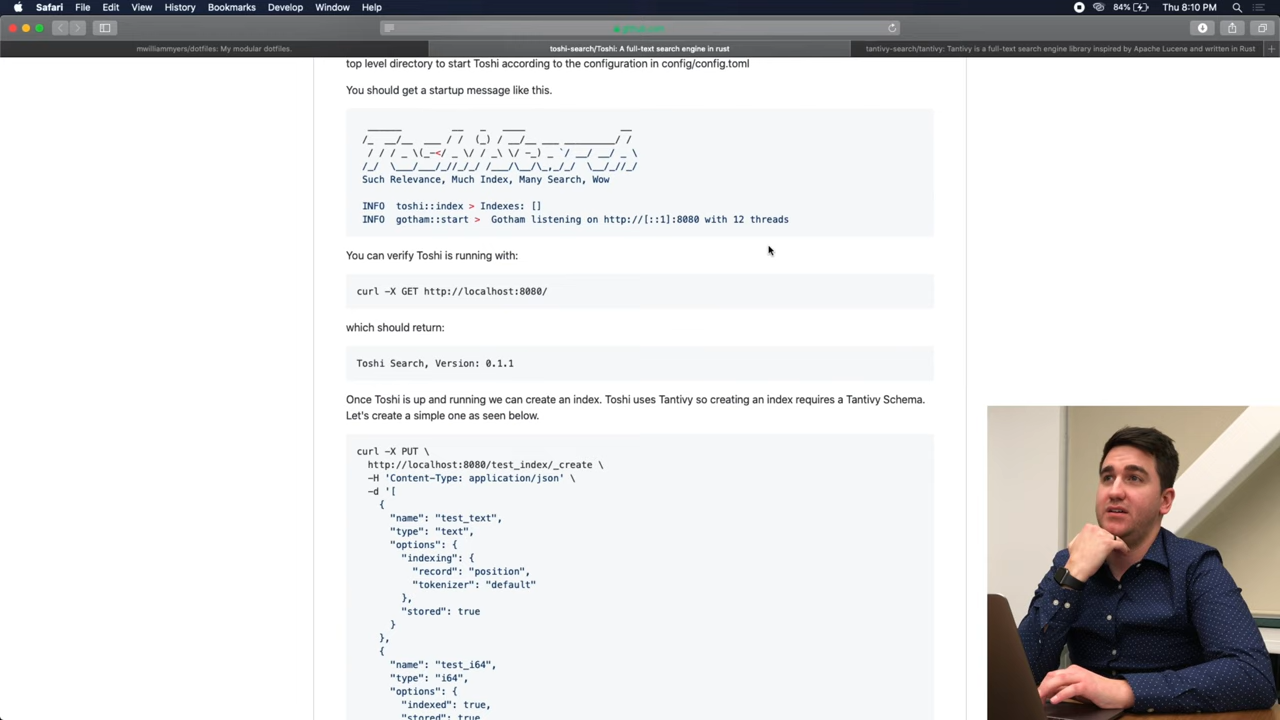 Safari File Edit View History Bookmarks Develop Window Help 84% Thu 8:10 PM
github.com
mwilliammyers/dotfiles: My modular dotfiles. toshi-search/Toshi: A full-text search engine in rust tantivy-search/tantivy: Tantivy is a full-text search engine library inspired by Apache Lucene and written in Rust
top level directory to start Toshi according to the configuration in config/config.toml
You should get a startup message like this.
Such Relevance, Much Index, Many Search, Wow
INFO toshi::index > Indexes: []
INFO gotham::start > Gotham listening on http://[::1]:8080 with 12 threads
You can verify Toshi is running with:
curl -X GET http://localhost:8080/
which should return:
Toshi Search, Version: 0.1.1
Once Toshi is up and running we can create an index. Toshi uses Tantivy so creating an index requires a Tantivy Schema.
Let's create a simple one as seen below.
curl -X PUT \
http://localhost:8080/test_index/_create \
-H 'Content-Type: application/json' \
-d '[
{
"name": "test_text",
"type": "text",
"options": {
"indexing": {
"record": "position",
"tokenizer": "default"
},
"stored": true
}
},
{
"name": "test_i64",
"type": "i64",
"options": {
"indexed": true,
"stored": true